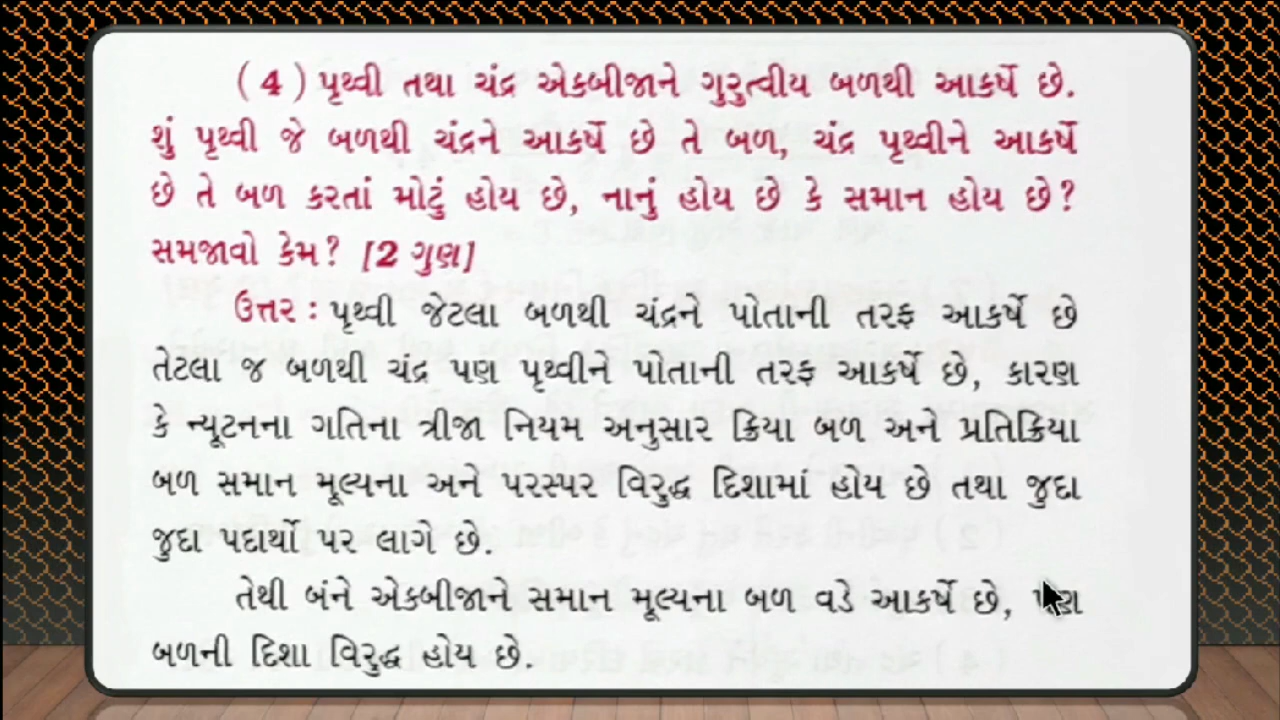 ( 4 ) પૃથ્વી તથા ચંદ્ર એકબીજાને ગુરુત્વીય બળથી આકર્ષે છે.
શું પૃથ્વી જે બળથી ચંદ્રને આકર્ષે છે તે બળ, ચંદ્ર પૃથ્વીને આકર્ષે
છે તે બળ કરતાં મોટું હોય છે, નાનું હોય છે કે સમાન હોય છે?
સમજાવો કેમ? [2 ગુણ]
ઉત્તર : પૃથ્વી જેટલા બળથી ચંદ્રને પોતાની તરફ આકર્ષે છે
તેટલા જ બળથી ચંદ્ર પણ પૃથ્વીને પોતાની તરફ આકર્ષે છે, કારણ
કે ન્યૂટનના ગતિના ત્રીજા નિયમ અનુસાર ક્રિયા બળ અને પ્રતિક્રિયા
બળ સમાન મૂલ્યના અને પરસ્પર વિરુદ્ધ દિશામાં હોય છે તથા જુદા
જુદા પદાર્થો પર લાગે છે.
તેથી બંને એકબીજાને સમાન મૂલ્યના બળ વડે આકર્ષે છે, પણ
બળની દિશા વિરુદ્ધ હોય છે.